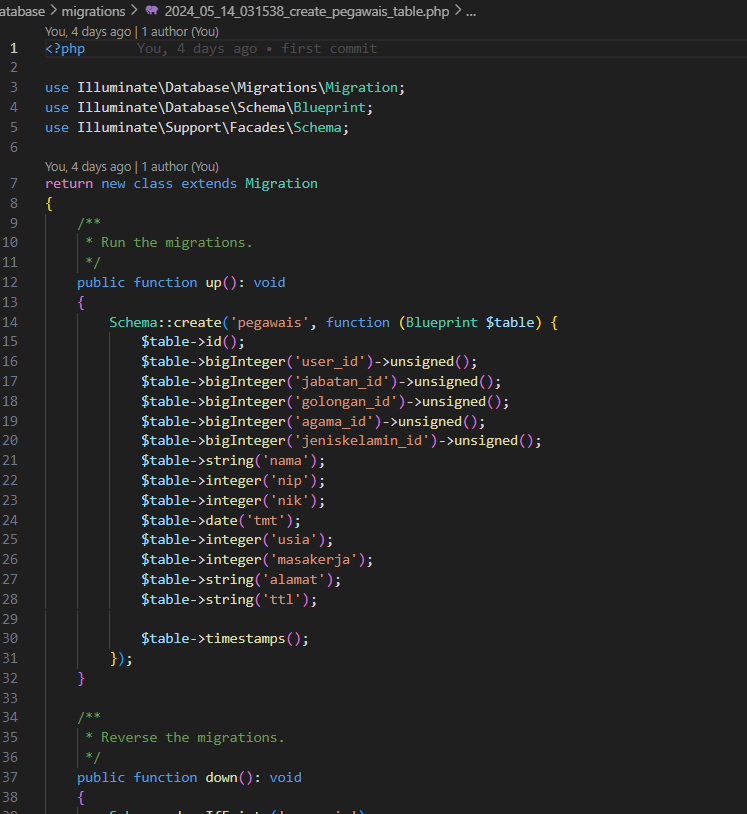 atabase > migrations > 2024_05_14_031538_create_pegawais_table.php > ...
You, 4 days ago | 1 author (You)
1 <?php You, 4 days ago • first commit
2
3 use Illuminate\Database\Migrations\Migration;
4 use Illuminate\Database\Schema\Blueprint;
5 use Illuminate\Support\Facades\Schema;
6
You, 4 days ago | 1 author (You)
7 return new class extends Migration
8 {
9 /**
10 * Run the migrations.
11 */
12 public function up(): void
13 {
14 Schema::create('pegawais', function (Blueprint $table) {
15 $table->id();
16 $table->bigInteger('user_id')->unsigned();
17 $table->bigInteger('jabatan_id')->unsigned();
18 $table->bigInteger('golongan_id')->unsigned();
19 $table->bigInteger('agama_id')->unsigned();
20 $table->bigInteger('jeniskelamin_id')->unsigned();
21 $table->string('nama');
22 $table->integer('nip');
23 $table->integer('nik');
24 $table->date('tmt');
25 $table->integer('usia');
26 $table->integer('masakerja');
27 $table->string('alamat');
28 $table->string('ttl');
29
30 $table->timestamps();
31 });
32 }
33
34 /**
35 * Reverse the migrations.
36 */
37 public function down(): void
38 {